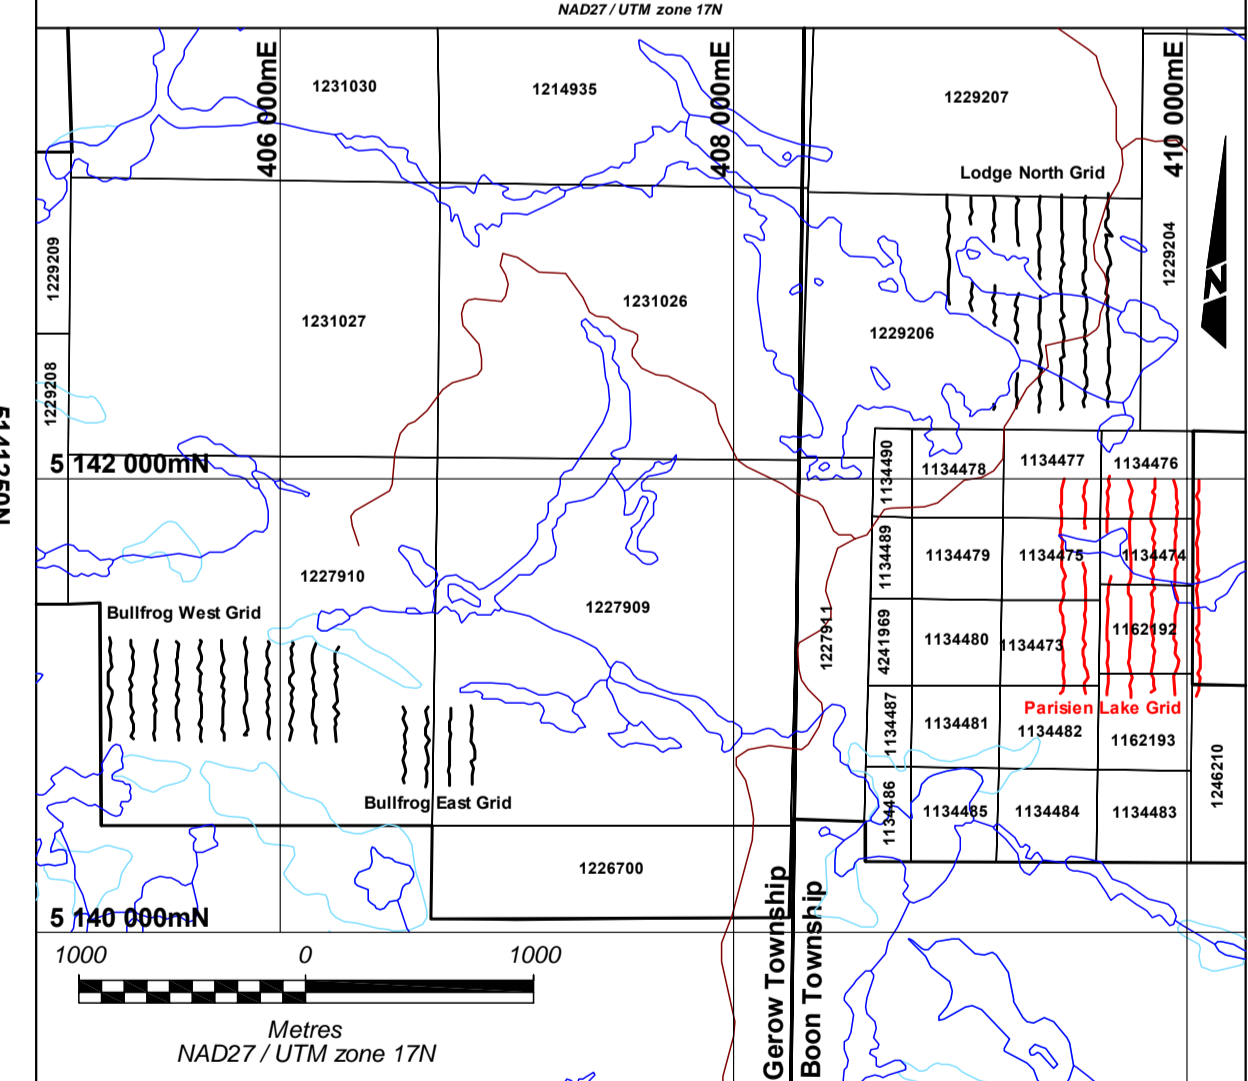 NAD27 / UTM zone 17N
406 000mE
408 000mE
410 000mE
1231030
1214935
1229207
Lodge North Grid
1229209
1229204
1231027
1231026
1229206
1229208
5141250N
5 142 000mN
1134490
1134478
1134477
1134476
1134489
1134479
1134475
1134474
1227910
1227909
1227911
Bullfrog West Grid
4241969
1134480
1134473
1162192
Parisien Lake Grid
1134487
1134481
1134482
1162193
1246210
Bullfrog East Grid
1134486
1134485
1134484
1134483
1226700
5 140 000mN
Gerow Township
Boon Township
1000 0 1000
Metres
NAD27 / UTM zone 17N
N